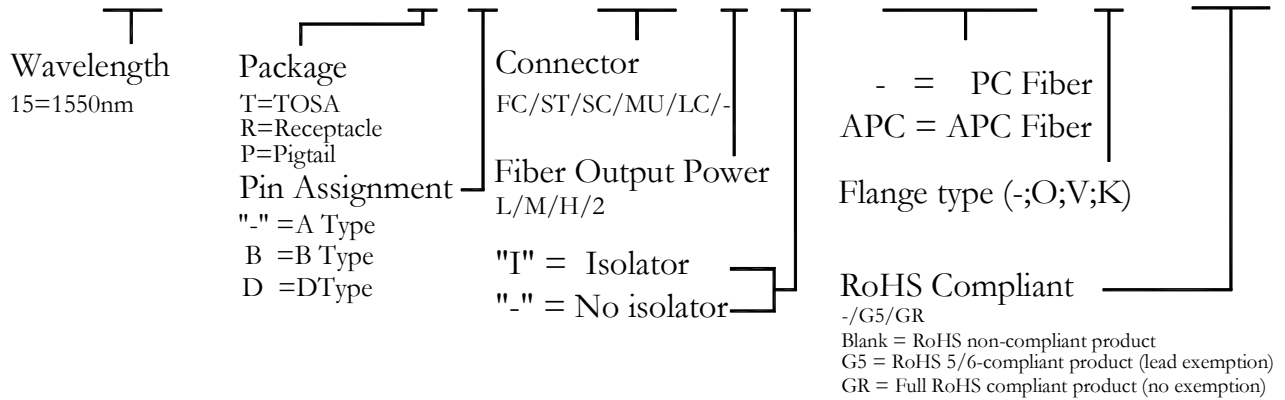 Wavelength
15=1550nm
Package
T=TOSA
R=Receptacle
P=Pigtail
Pin Assignment
"-" =A Type
B =B Type
D =DType
Connector
FC/ST/SC/MU/LC/-
Fiber Output Power
L/M/H/2
"I" = Isolator
"-" = No isolator
- = PC Fiber
APC = APC Fiber
Flange type (-;O;V;K)
RoHS Compliant
-/G5/GR
Blank = RoHS non-compliant product
G5 = RoHS 5/6-compliant product (lead exemption)
GR = Full RoHS compliant product (no exemption)